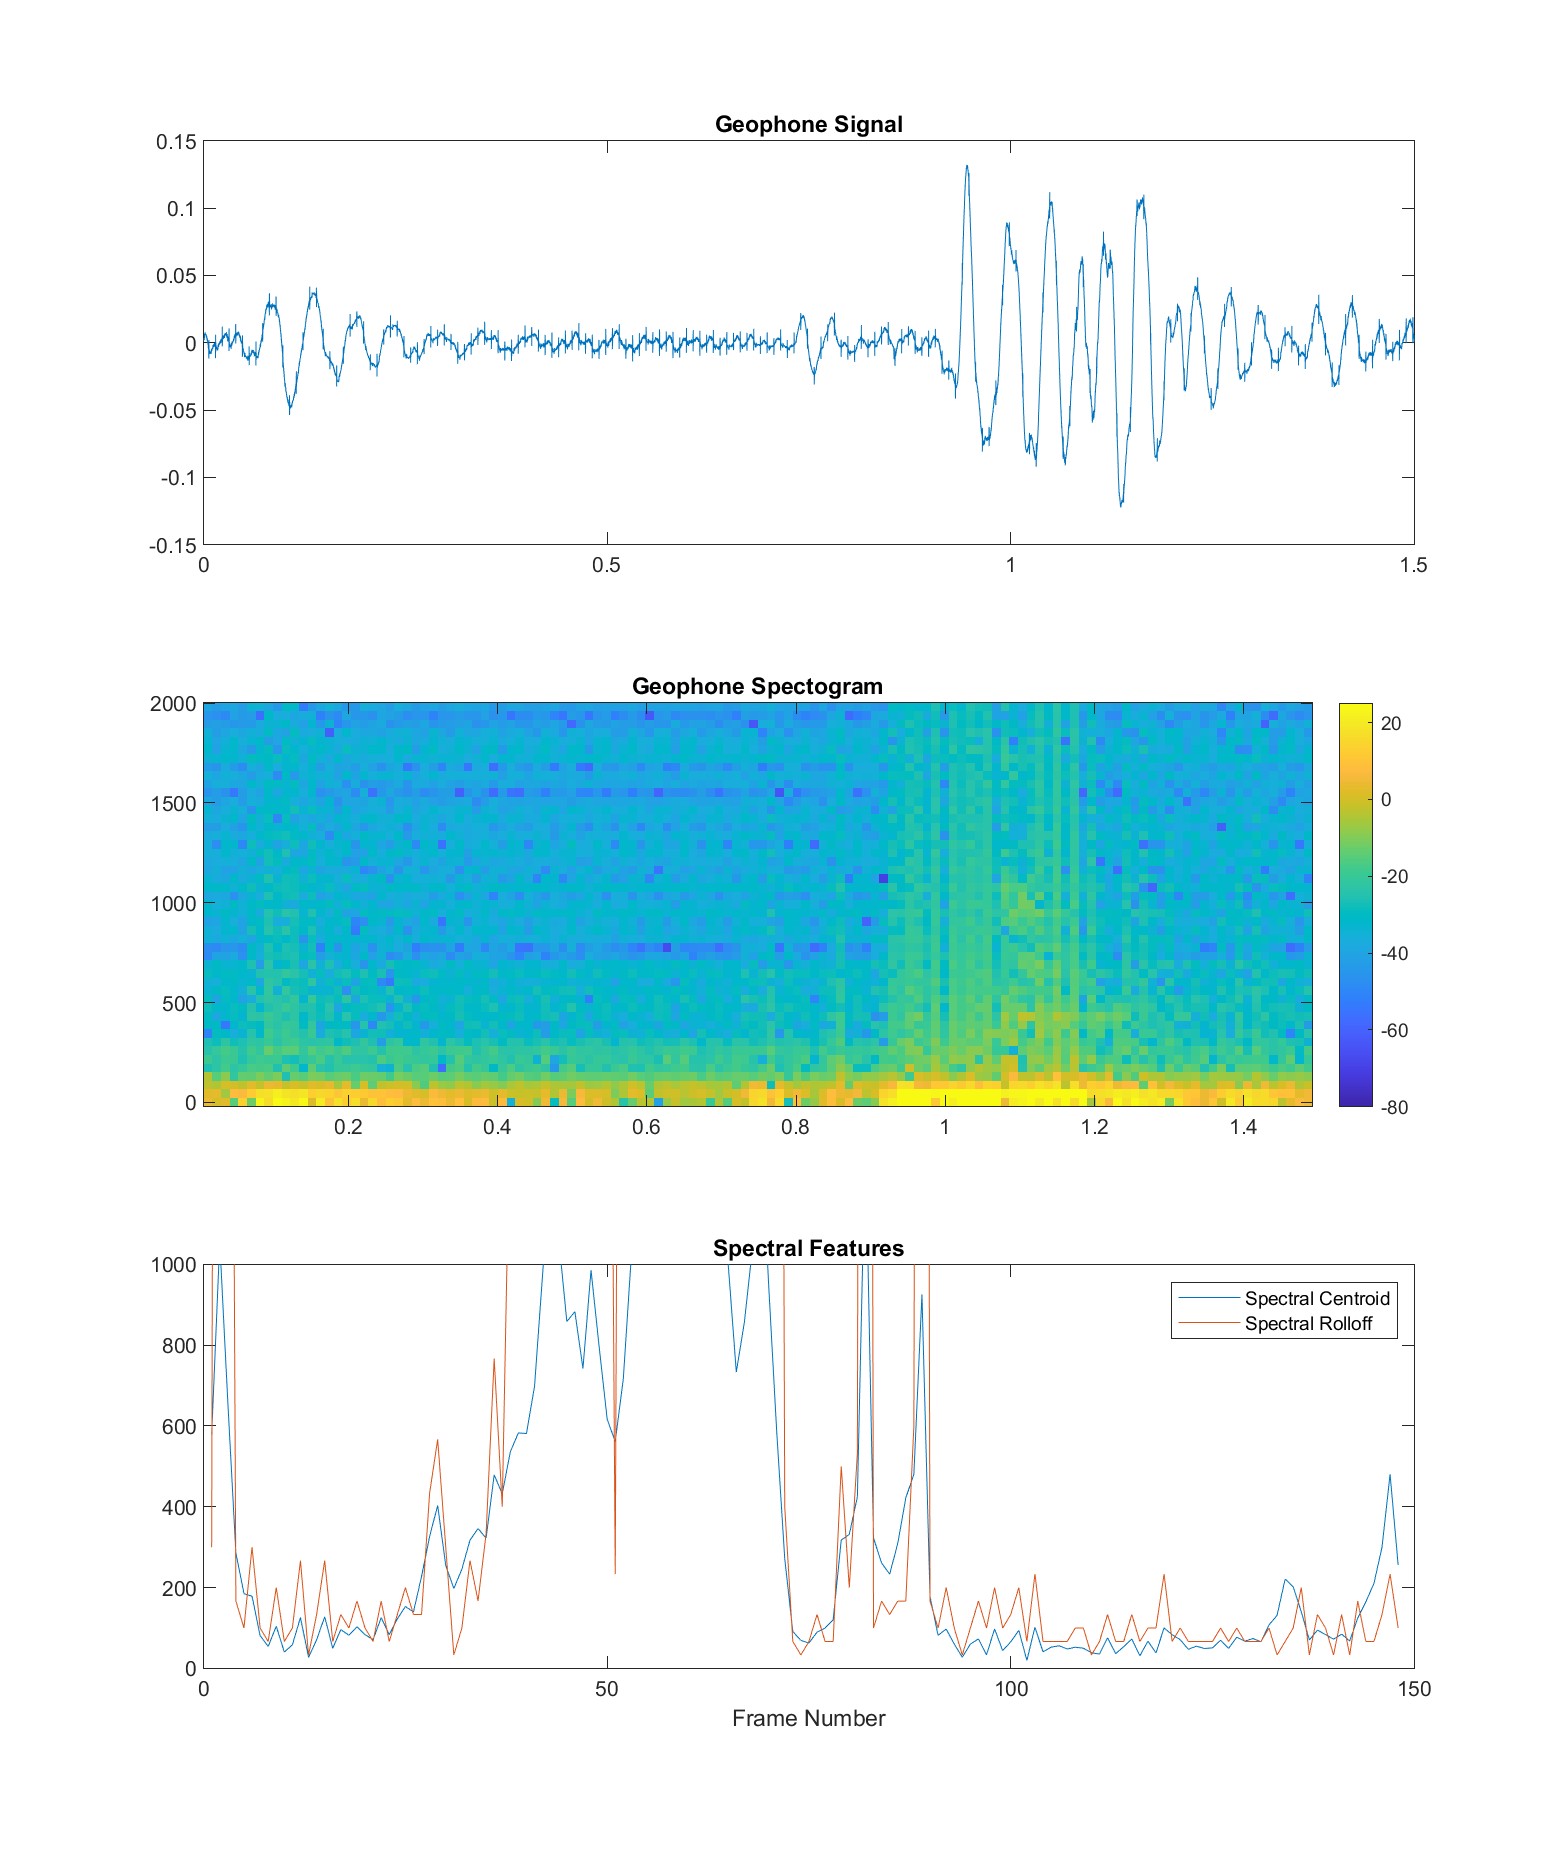 Geophone Signal
0.15
0.1
0.05
0
-0.05
-0.1
-0.15
0 0.5 1 1.5
Geophone Spectogram
2000
1500
1000
500
0
0.2 0.4 0.6 0.8 1 1.2 1.4
20
0
-20
-40
-60
-80
Spectral Features
1000
800
600
400
200
0
Spectral Centroid
Spectral Rolloff
0 50 100 150
Frame Number